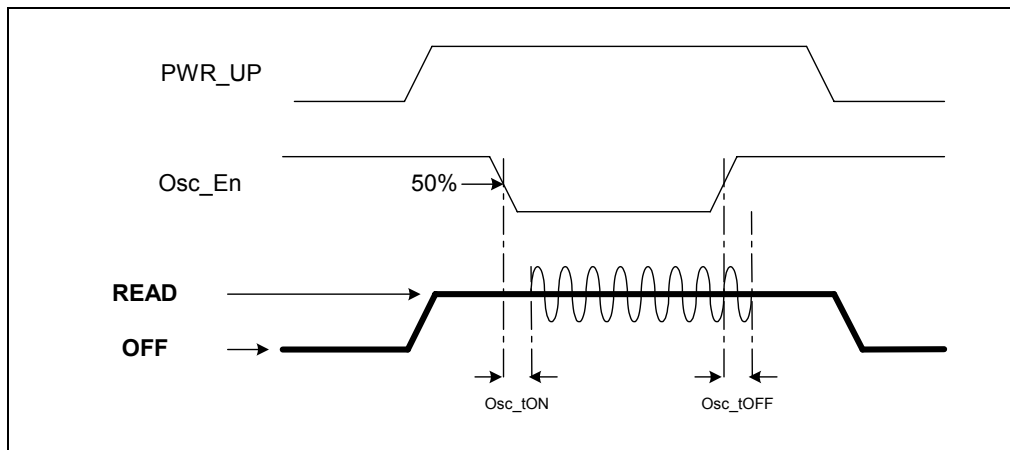 PWR_UP
Osc_En
50%
READ
OFF
Osc_tON
Osc_tOFF